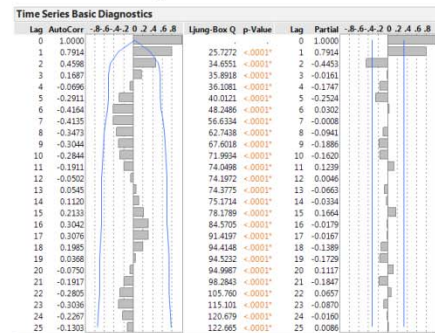 Time Series Basic Diagnostics
Lag AutoCorr -.8-.6-.4-.2 0 .2 .4 .6 .8 Ljung-Box Q p-Value Lag Partial -.8-.6-.4-.2 0 .2 .4 .6 .8
0 1.0000 . . 0 1.0000
1 0.7914 25.7272 <.0001* 1 0.7914
2 0.4598 34.6551 <.0001* 2 -0.4453
3 0.1687 35.8918 <.0001* 3 -0.0161
4 -0.0696 36.1081 <.0001* 4 -0.1747
5 -0.2911 40.0121 <.0001* 5 -0.2524
6 -0.4164 48.2486 <.0001* 6 0.0302
7 -0.4135 56.6334 <.0001* 7 -0.0008
8 -0.3473 62.7438 <.0001* 8 -0.0941
9 -0.3044 67.6018 <.0001* 9 -0.1886
10 -0.2844 71.9934 <.0001* 10 -0.1620
11 -0.1911 74.0498 <.0001* 11 0.1239
12 -0.0502 74.1972 <.0001* 12 0.0046
13 0.0545 74.3775 <.0001* 13 -0.0663
14 0.1120 75.1714 <.0001* 14 -0.0334
15 0.2133 78.1789 <.0001* 15 0.1664
16 0.3042 84.5705 <.0001* 16 -0.0179
17 0.3076 91.4197 <.0001* 17 -0.0167
18 0.1985 94.4148 <.0001* 18 -0.1389
19 0.0368 94.5232 <.0001* 19 -0.1729
20 -0.0750 94.9987 <.0001* 20 0.1117
21 -0.1917 98.2843 <.0001* 21 -0.1847
22 -0.2805 105.760 <.0001* 22 0.0657
23 -0.3036 115.101 <.0001* 23 -0.0870
24 -0.2267 120.679 <.0001* 24 -0.0160
25 -0.1303 122.665 <.0001* 25 0.0086